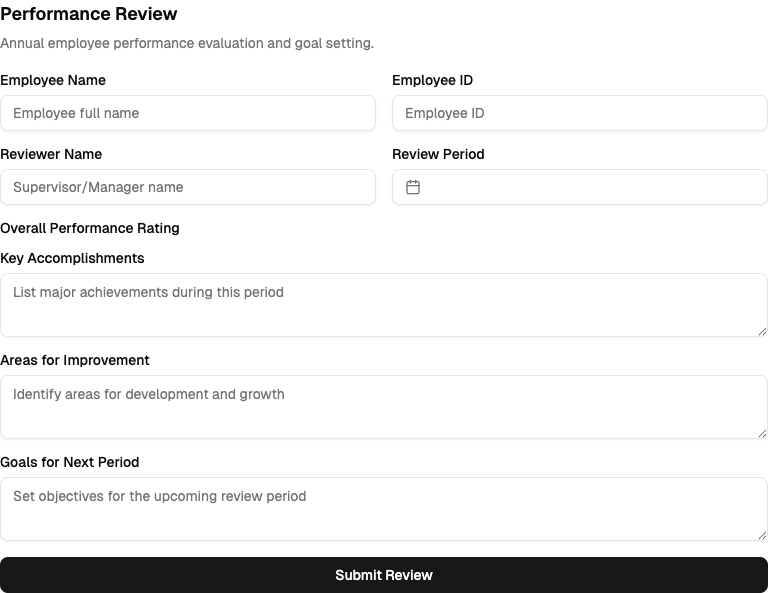 Performance Review
Annual employee performance evaluation and goal setting.
Employee Name
Employee ID
Employee full name
Employee ID
Reviewer Name
Review Period
Supervisor/Manager name
Overall Performance Rating
Key Accomplishments
List major achievements during this period
Areas for Improvement
Identify areas for development and growth
Goals for Next Period
Set objectives for the upcoming review period
Submit Review